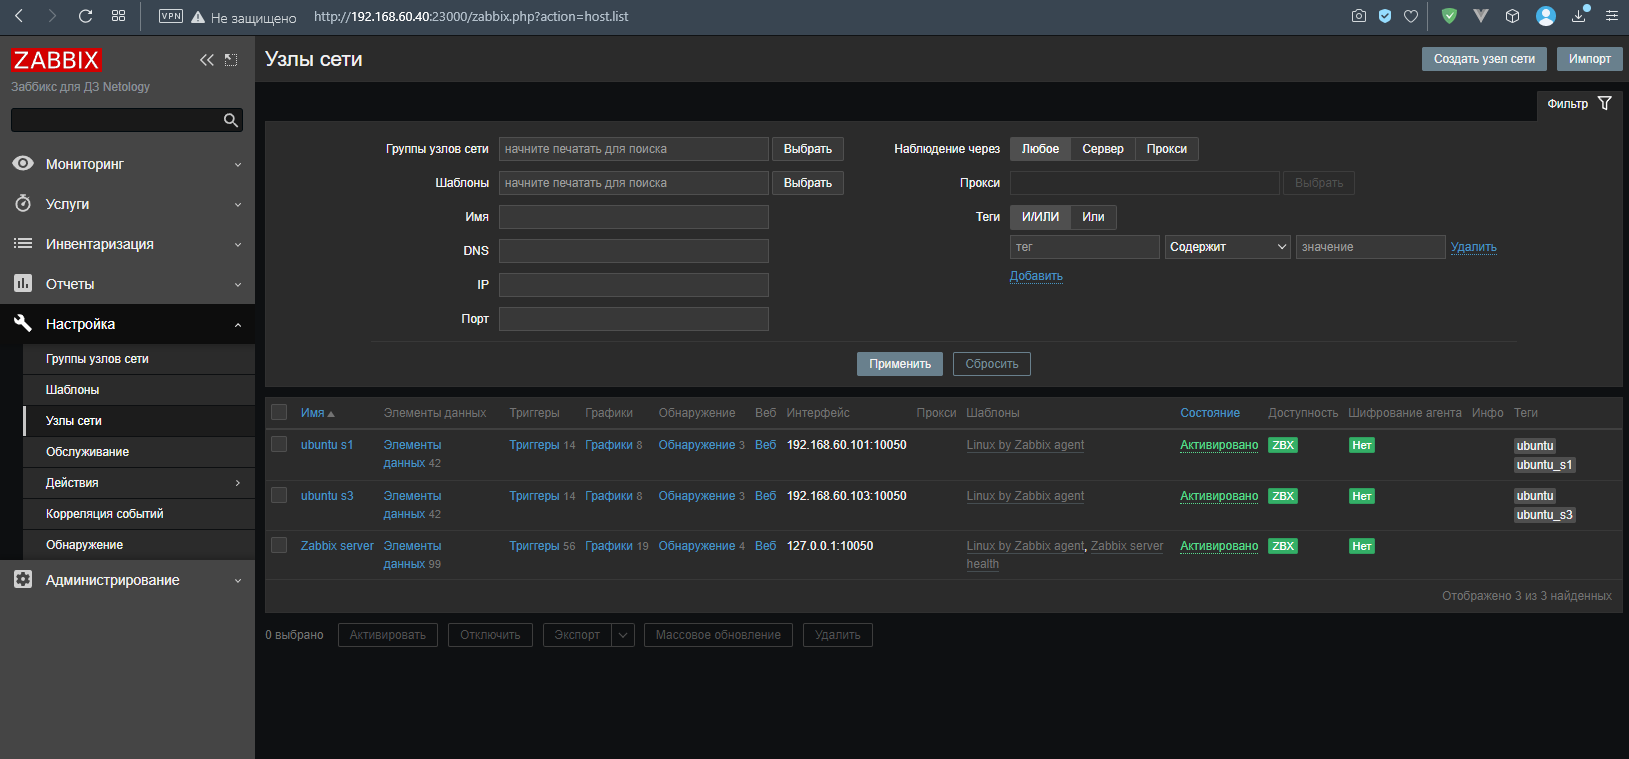 VPN Не защищено http://192.168.60.40:23000/zabbix.php?action=host.list
ZABBIX
Заббикс для ДЗ Netology
Мониторинг
Услуги
Инвентаризация
Отчеты
Настройка
Группы узлов сети
Шаблоны
Узлы сети
Обслуживание
Действия
Корреляция событий
Обнаружение
Администрирование
Узлы сети
Создать узел сети Импорт
Фильтр
Группы узлов сети начните печатать для поиска Выбрать
Шаблоны начните печатать для поиска Выбрать
Имя
DNS
IP
Порт
Наблюдение через Любое Сервер Прокси
Прокси Выбрать
Теги И/ИЛИ Или
тег Содержит значение Удалить
Добавить
Применить Сбросить
Имя Элементы данных Триггеры Графики Обнаружение Веб Интерфейс Прокси Шаблоны Состояние Доступность Шифрование агента Инфо Теги
ubuntu s1 Элементы Триггеры 14 Графики 8 Обнаружение 3 Веб 192.168.60.101:10050 Linux by Zabbix agent Активировано ZBX Нет ubuntu
данных 42 ubuntu_s1
ubuntu s3 Элементы Триггеры 14 Графики 8 Обнаружение 3 Веб 192.168.60.103:10050 Linux by Zabbix agent Активировано ZBX Нет ubuntu
данных 42 ubuntu_s3
Zabbix server Элементы Триггеры 56 Графики 19 Обнаружение 4 Веб 127.0.0.1:10050 Linux by Zabbix agent, Zabbix server Активировано ZBX Нет
данных 99 health
Отображено 3 из 3 найденных
0 выбрано Активировать Отключить Экспорт Массовое обновление Удалить